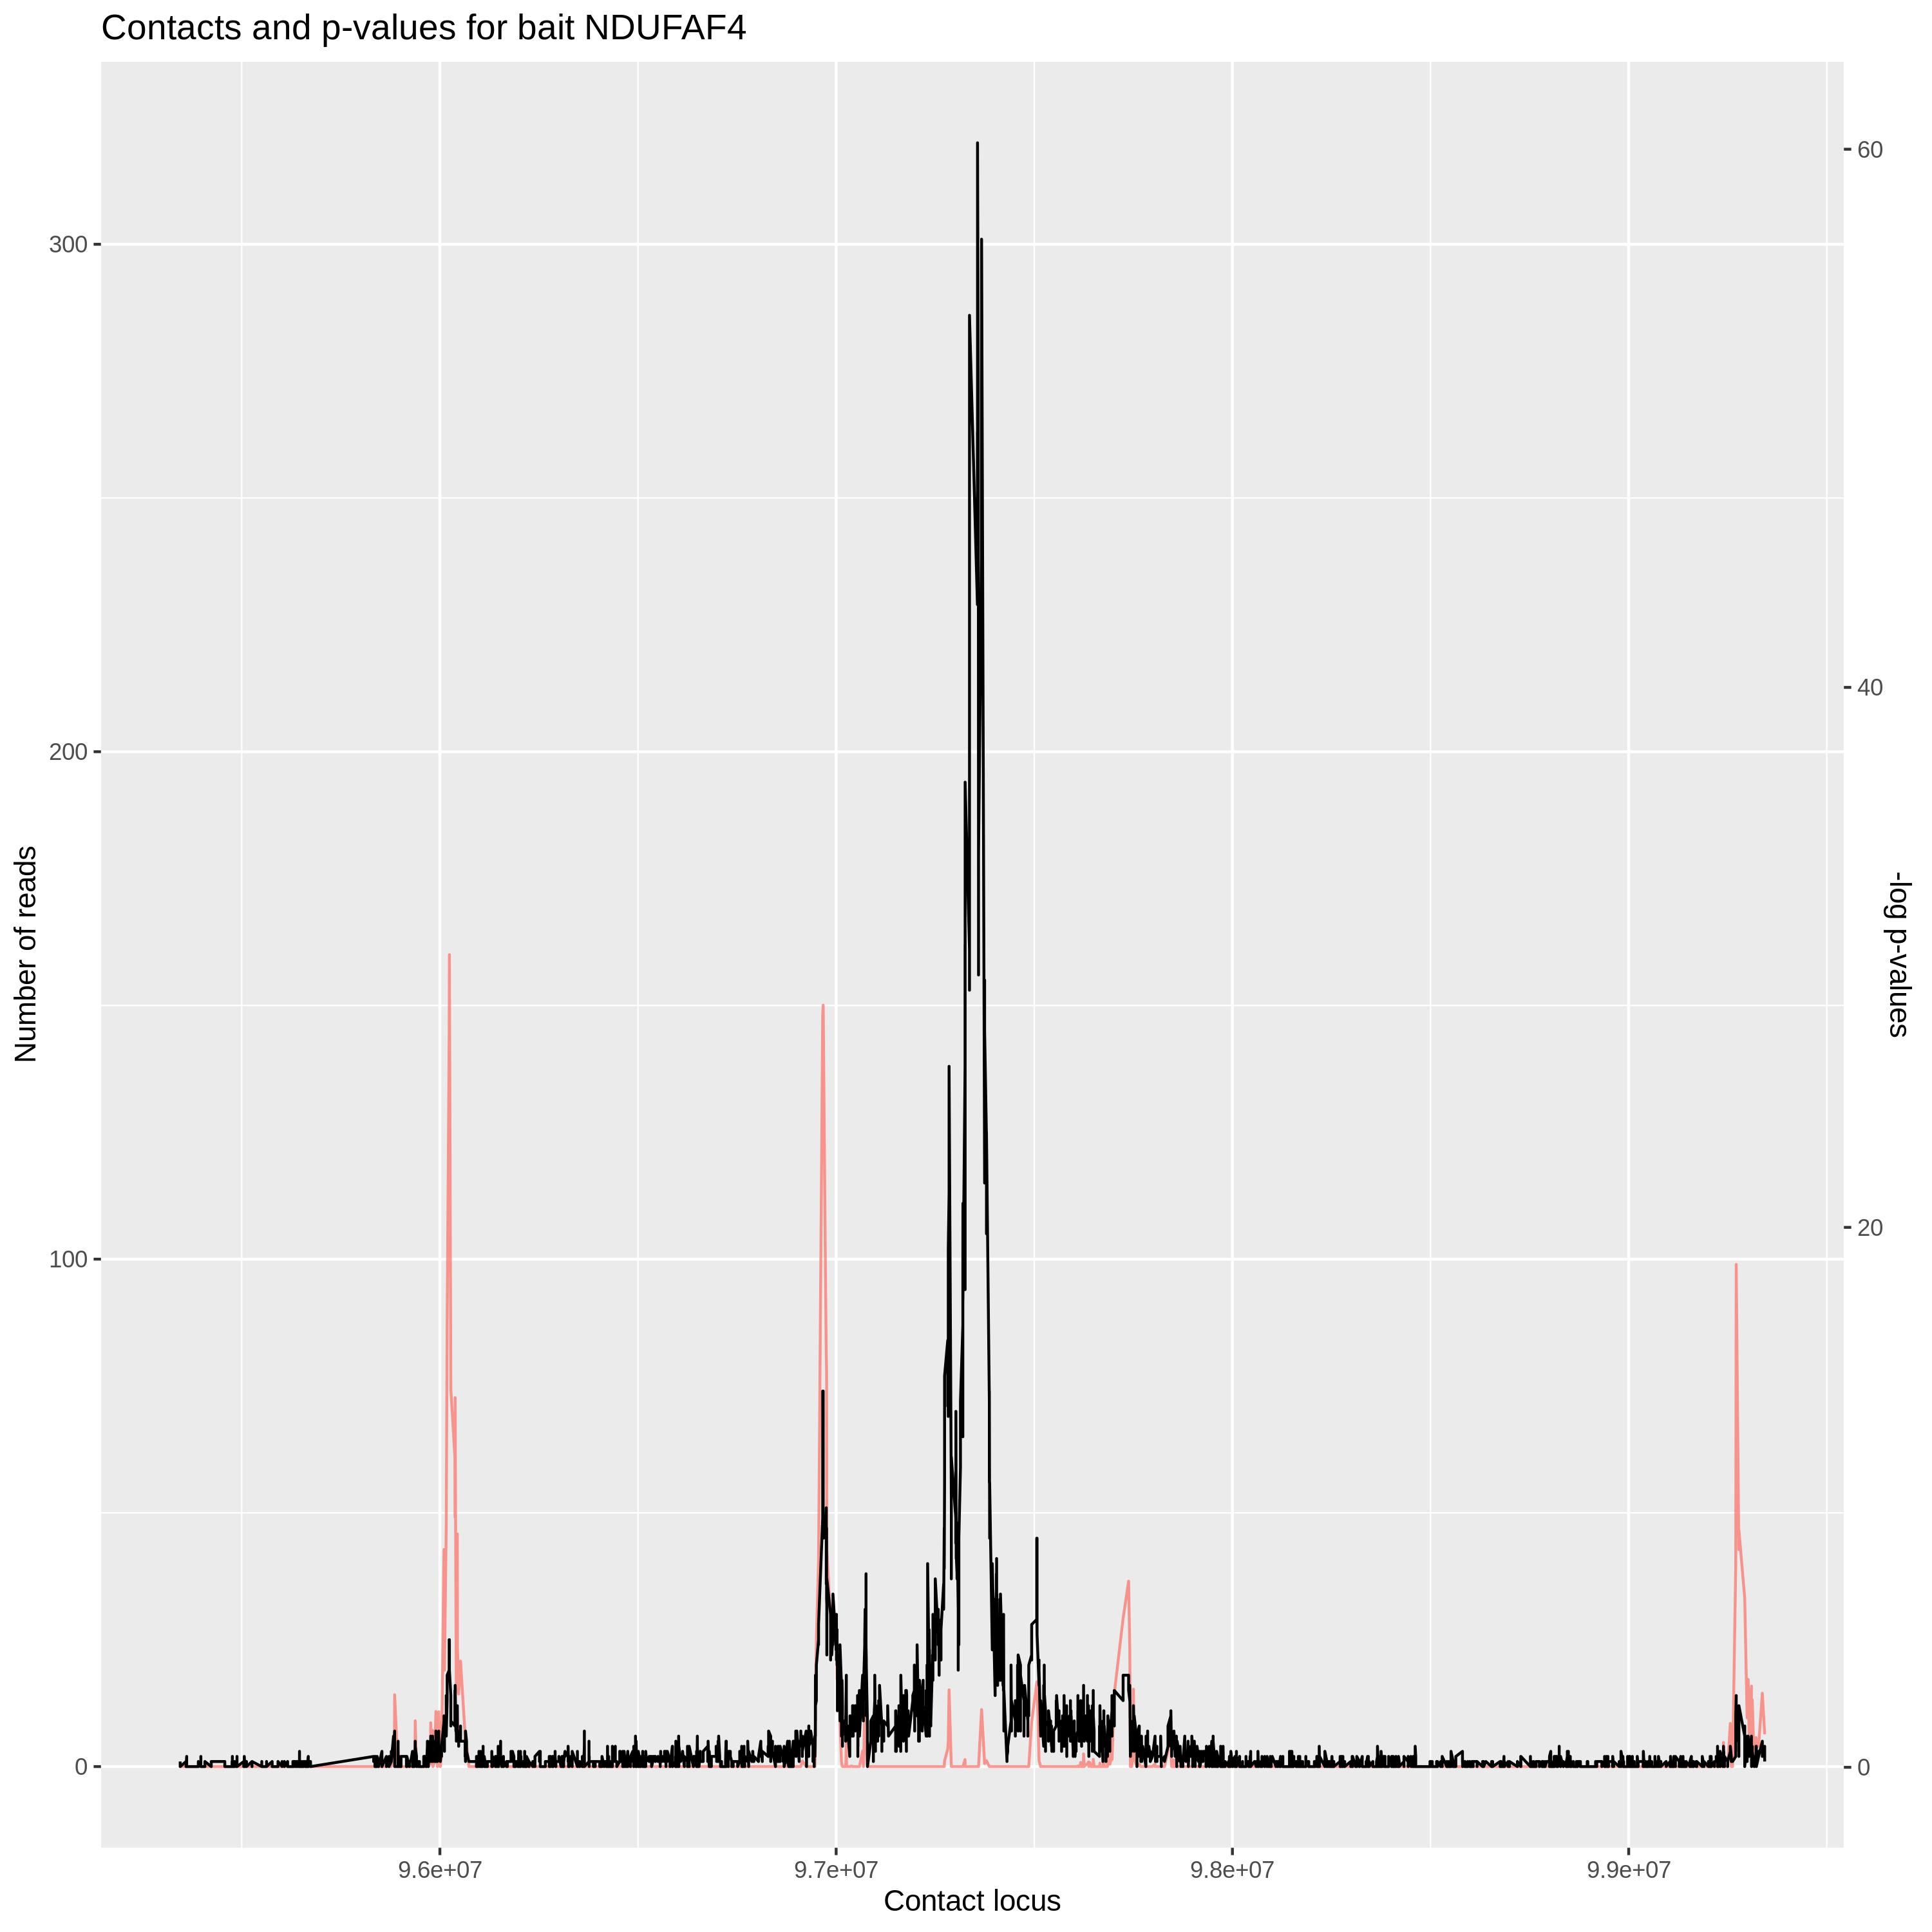 Contacts and p-values for bait NDUFAF4
300
200
100
0
Number of reads
60
40
20
0
-log p-values
9.6e+07
9.7e+07
9.8e+07
9.9e+07
Contact locus